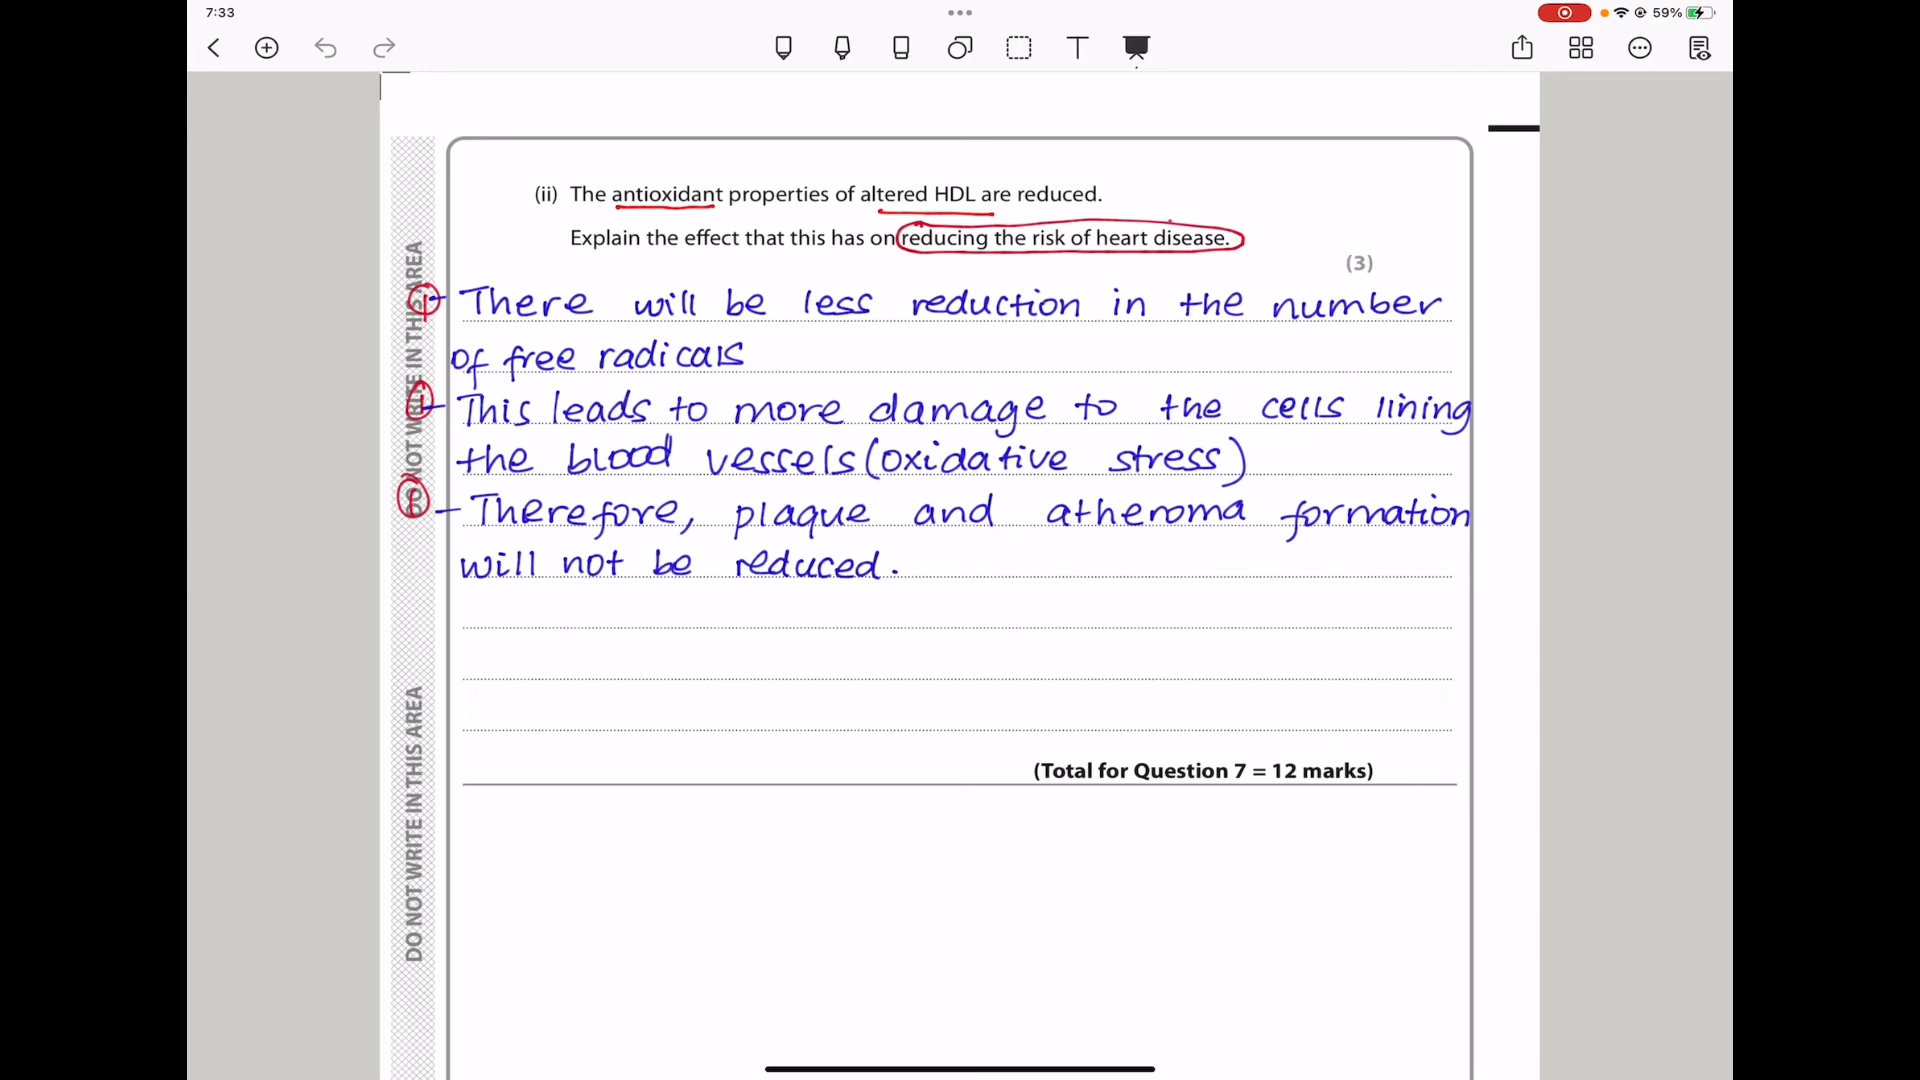 7:33
59%
(ii) The antioxidant properties of altered HDL are reduced.
Explain the effect that this has on reducing the risk of heart disease.
(3)
① - There will be less reduction in the number
of free radicals
① - This leads to more damage to the cells lining
the blood vessels (oxidative stress)
① - Therefore, plaque and atheroma formation
will not be reduced.
(Total for Question 7 = 12 marks)
DO NOT WRITE IN THIS AREA
DO NOT WRITE IN THIS AREA